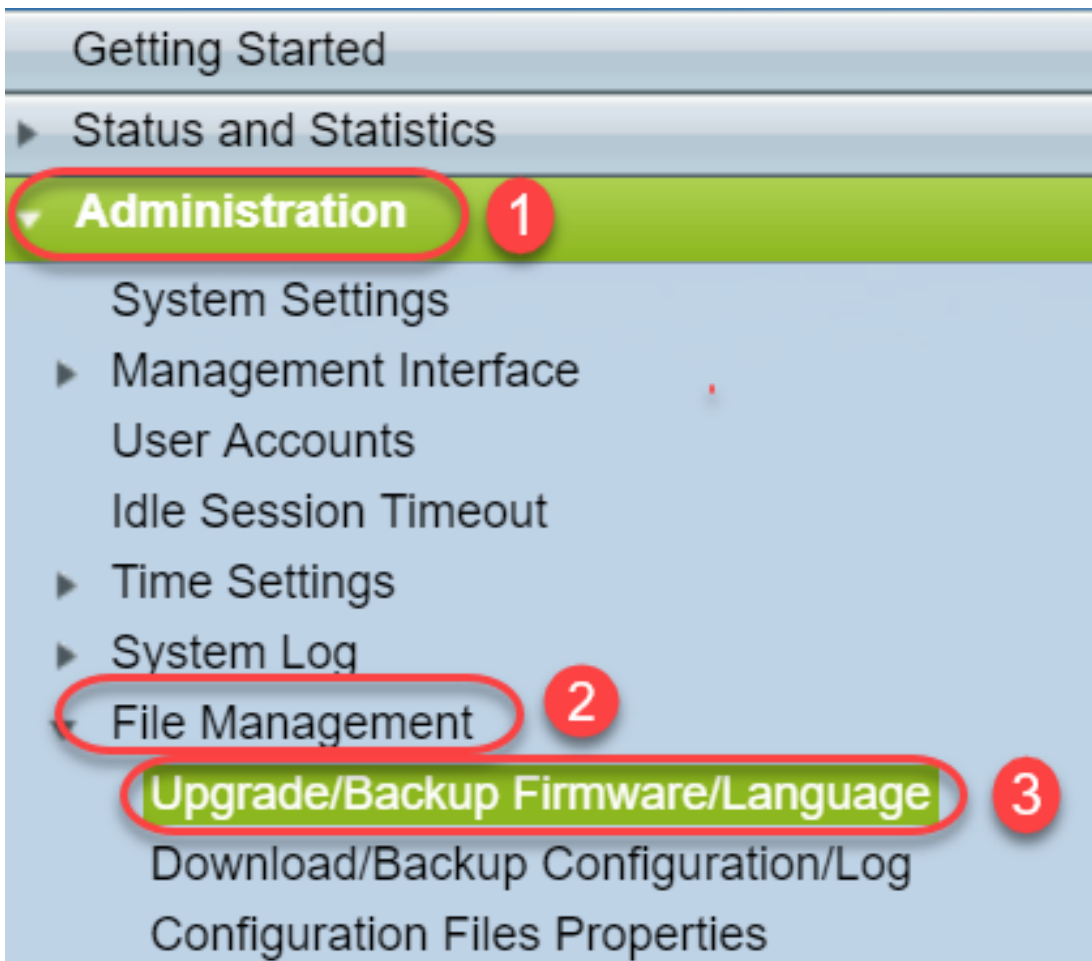 Getting Started
Status and Statistics
Administration 1
System Settings
Management Interface
User Accounts
Idle Session Timeout
Time Settings
System Log
File Management 2
Upgrade/Backup Firmware/Language 3
Download/Backup Configuration/Log
Configuration Files Properties